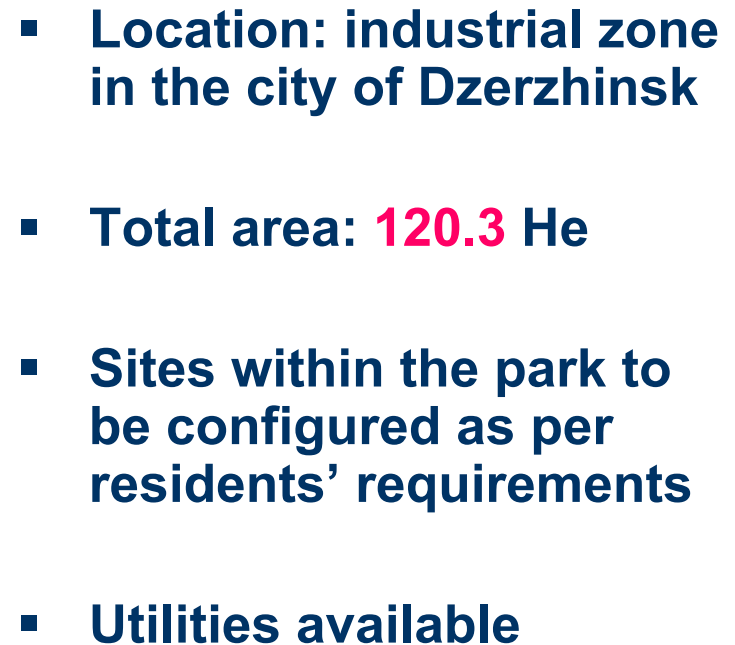 ▪ Location: industrial zone
in the city of Dzerzhinsk
▪ Total area: 120.3 He
▪ Sites within the park to
be configured as per
residents’ requirements
▪ Utilities available